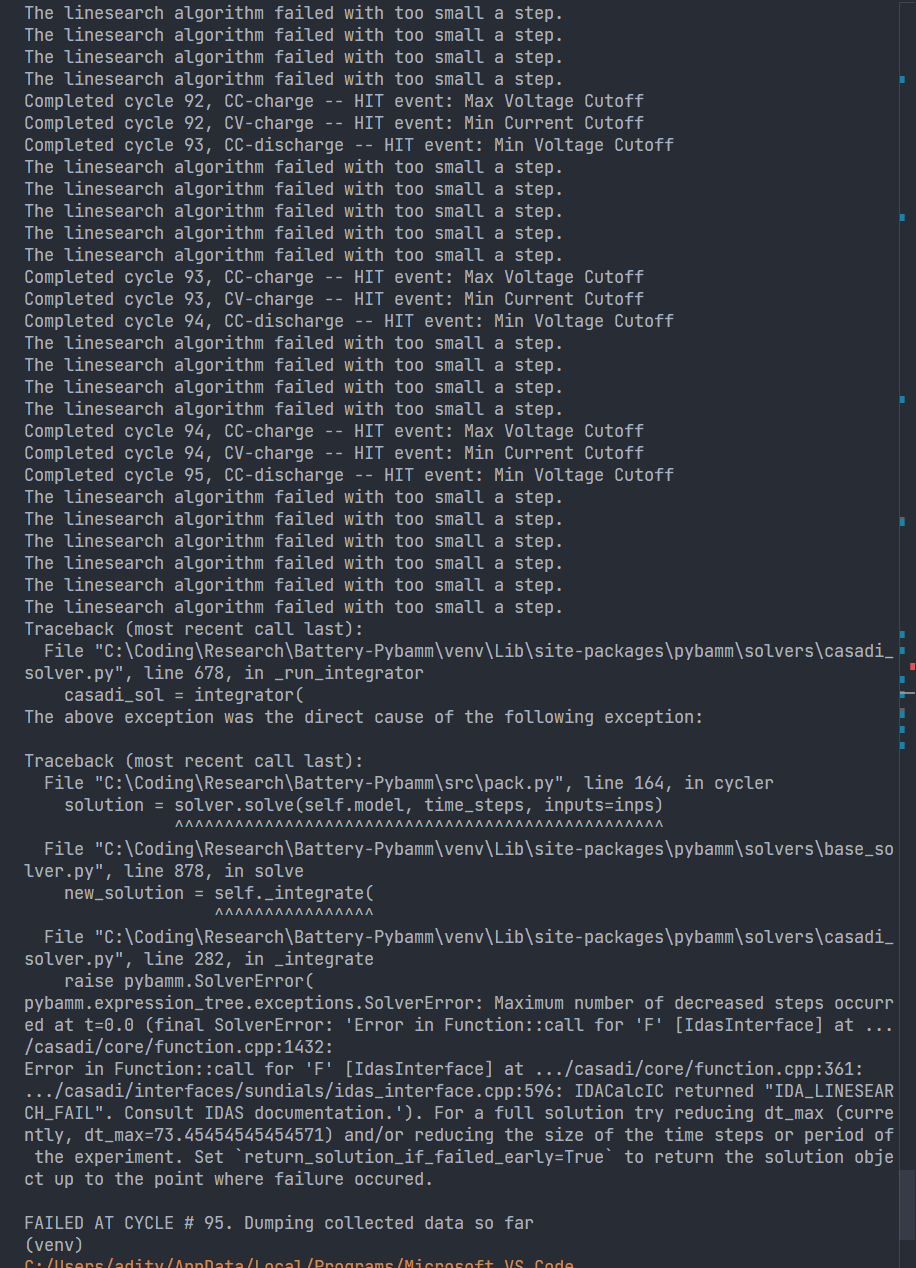 The linesearch algorithm failed with too small a step.
The linesearch algorithm failed with too small a step.
The linesearch algorithm failed with too small a step.
The linesearch algorithm failed with too small a step.
Completed cycle 92, CC-charge -- HIT event: Max Voltage Cutoff
Completed cycle 92, CV-charge -- HIT event: Min Current Cutoff
Completed cycle 93, CC-discharge -- HIT event: Min Voltage Cutoff
The linesearch algorithm failed with too small a step.
The linesearch algorithm failed with too small a step.
The linesearch algorithm failed with too small a step.
The linesearch algorithm failed with too small a step.
The linesearch algorithm failed with too small a step.
Completed cycle 93, CC-charge -- HIT event: Max Voltage Cutoff
Completed cycle 93, CV-charge -- HIT event: Min Current Cutoff
Completed cycle 94, CC-discharge -- HIT event: Min Voltage Cutoff
The linesearch algorithm failed with too small a step.
The linesearch algorithm failed with too small a step.
The linesearch algorithm failed with too small a step.
The linesearch algorithm failed with too small a step.
Completed cycle 94, CC-charge -- HIT event: Max Voltage Cutoff
Completed cycle 94, CV-charge -- HIT event: Min Current Cutoff
Completed cycle 95, CC-discharge -- HIT event: Min Voltage Cutoff
The linesearch algorithm failed with too small a step.
The linesearch algorithm failed with too small a step.
The linesearch algorithm failed with too small a step.
The linesearch algorithm failed with too small a step.
The linesearch algorithm failed with too small a step.
The linesearch algorithm failed with too small a step.
Traceback (most recent call last):
  File "C:\Coding\Research\Battery-Pybamm\venv\Lib\site-packages\pybamm\solvers\casadi_
solver.py", line 678, in _run_integrator
    casadi_sol = integrator(
The above exception was the direct cause of the following exception:

Traceback (most recent call last):
  File "C:\Coding\Research\Battery-Pybamm\src\pack.py", line 164, in cycler
    solution = solver.solve(self.model, time_steps, inputs=inps)
               ^^^^^^^^^^^^^^^^^^^^^^^^^^^^^^^^^^^^^^^^^^^^^^^^^
  File "C:\Coding\Research\Battery-Pybamm\venv\Lib\site-packages\pybamm\solvers\base_so
lver.py", line 878, in solve
    new_solution = self._integrate(
                   ^^^^^^^^^^^^^^^^
  File "C:\Coding\Research\Battery-Pybamm\venv\Lib\site-packages\pybamm\solvers\casadi_
solver.py", line 282, in _integrate
    raise pybamm.SolverError(
pybamm.expression_tree.exceptions.SolverError: Maximum number of decreased steps occurr
ed at t=0.0 (final SolverError: 'Error in Function::call for 'F' [IdasInterface] at ...
/casadi/core/function.cpp:1432:
Error in Function::call for 'F' [IdasInterface] at .../casadi/core/function.cpp:361:
.../casadi/interfaces/sundials/idas_interface.cpp:596: IDACalcIC returned "IDA_LINESEAR
CH_FAIL". Consult IDAS documentation.'). For a full solution try reducing dt_max (curre
ntly, dt_max=73.45454545454571) and/or reducing the size of the time steps or period of
 the experiment. Set `return_solution_if_failed_early=True` to return the solution obje
ct up to the point where failure occured.

FAILED AT CYCLE # 95. Dumping collected data so far
(venv)
C:/Users/adity/AppData/Local/Programs/Microsoft VS Code